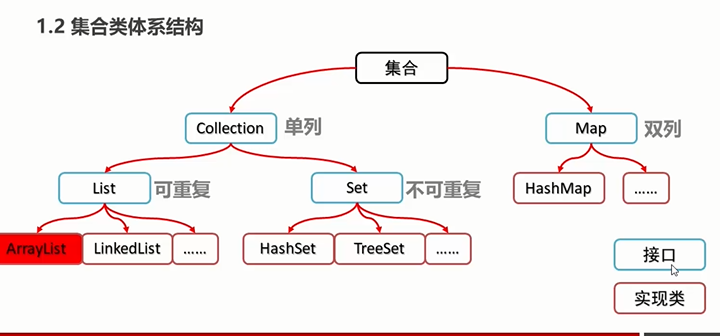 1.2 集合类体系结构
集合
Collection 单列
Map 双列
List 可重复
Set 不可重复
HashMap
......
ArrayList
LinkedList
......
HashSet
TreeSet
......
接口
实现类